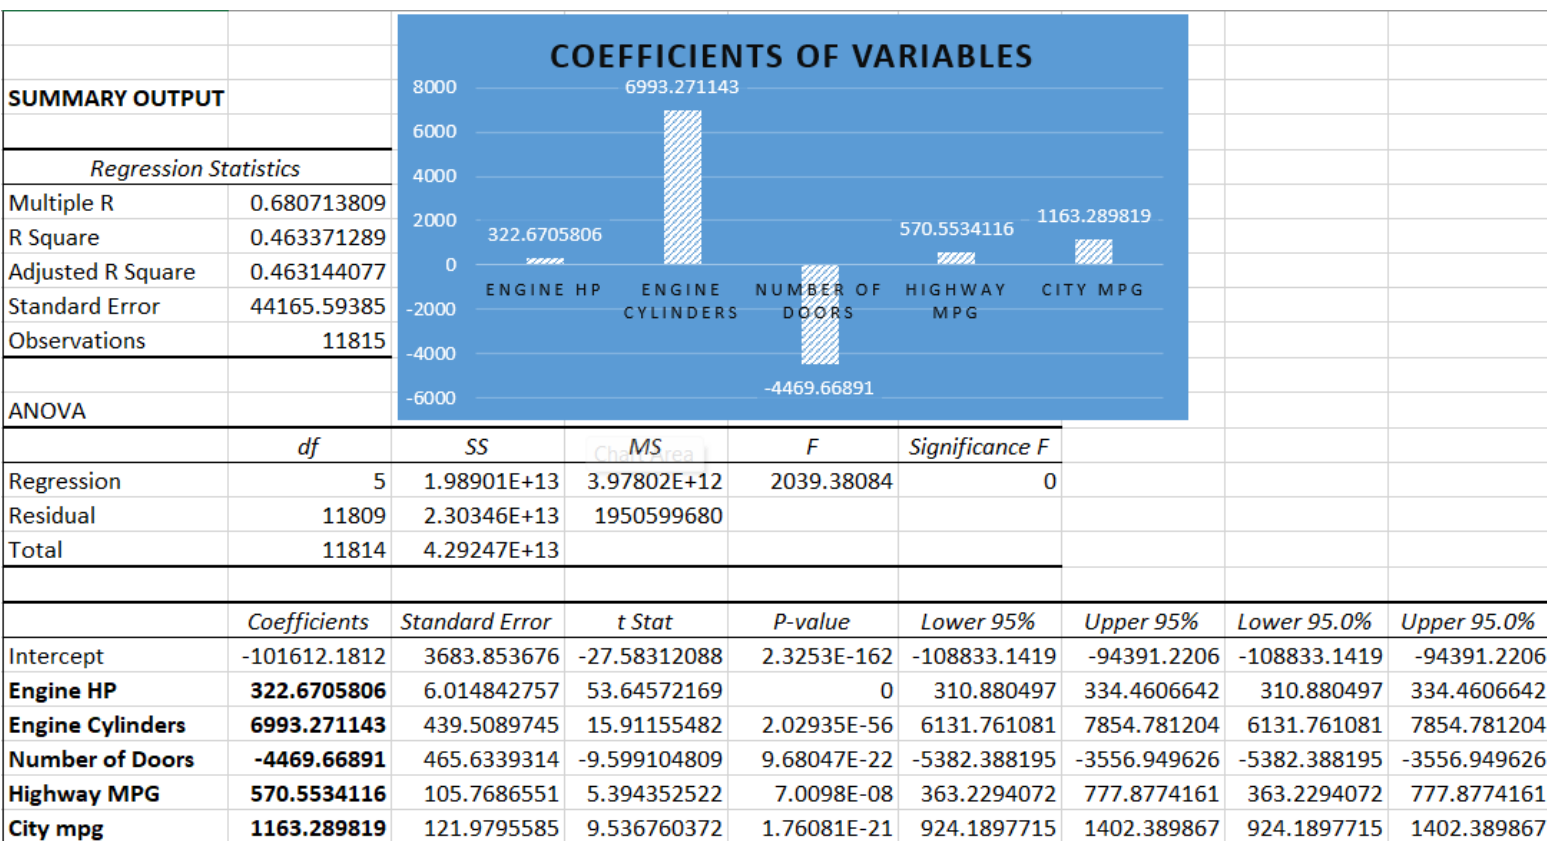 COEFFICIENTS OF VARIABLES
8000
6993.271143
SUMMARY OUTPUT
6000
Regression Statistics
4000
Multiple R 0.680713809
2000
1163.289819
570.5534116
322.6705806
R Square 0.463371289
0
Adjusted R Square 0.463144077
ENGINE HP ENGINE CYLINDERS NUMBER OF DOORS HIGHWAY MPG CITY MPG
Standard Error 44165.59385
-2000
Observations 11815
-4000
-4469.66891
-6000
ANOVA
df SS MS F Significance F
Chart Area
Regression 5 1.98901E+13 3.97802E+12 2039.38084 0
Residual 11809 2.30346E+13 1950599680
Total 11814 4.29247E+13
Coefficients Standard Error t Stat P-value Lower 95% Upper 95% Lower 95.0% Upper 95.0%
Intercept -101612.1812 3683.853676 -27.58312088 2.3253E-162 -108833.1419 -94391.2206 -108833.1419 -94391.2206
Engine HP 322.6705806 6.014842757 53.64572169 0 310.880497 334.4606642 310.880497 334.4606642
Engine Cylinders 6993.271143 439.5089745 15.91155482 2.02935E-56 6131.761081 7854.781204 6131.761081 7854.781204
Number of Doors -4469.66891 465.6339314 -9.599104809 9.68047E-22 -5382.388195 -3556.949626 -5382.388195 -3556.949626
Highway MPG 570.5534116 105.7686551 5.394352522 7.0098E-08 363.2294072 777.8774161 363.2294072 777.8774161
City mpg 1163.289819 121.9795585 9.536760372 1.76081E-21 924.1897715 1402.389867 924.1897715 1402.389867